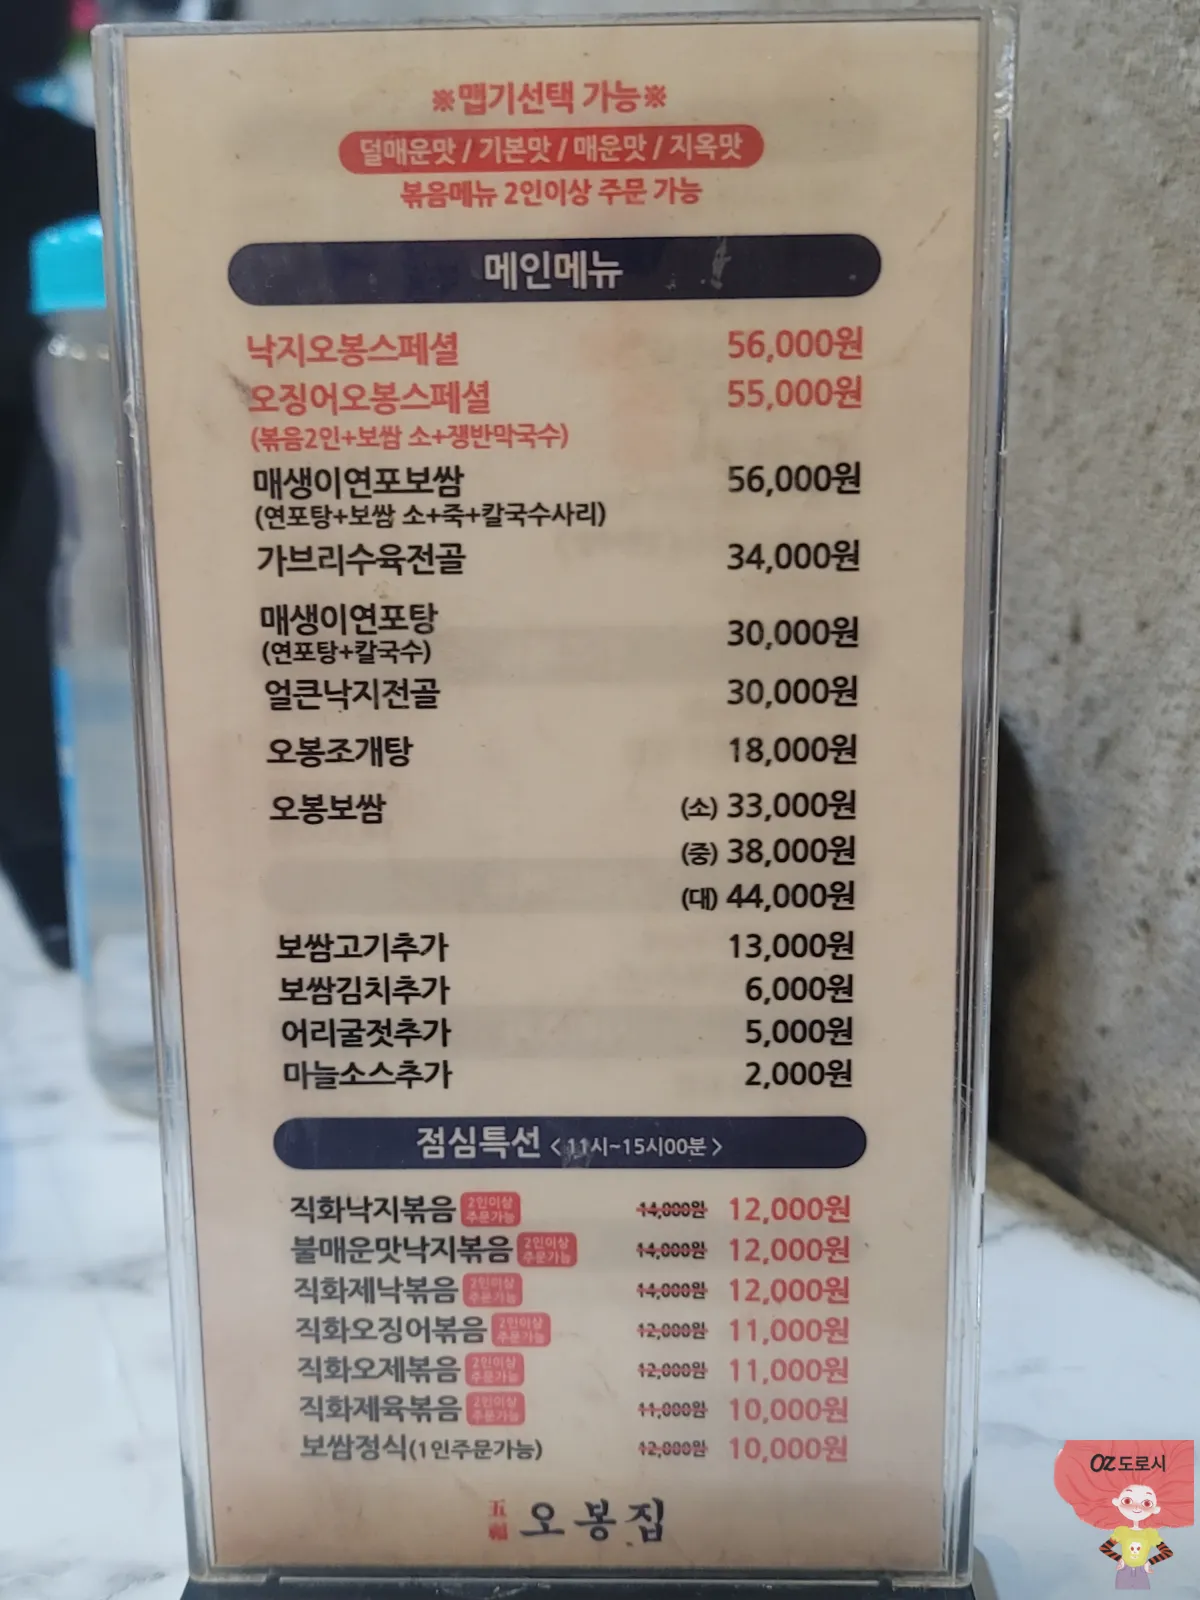 ※맵기선택 가능※
덜매운맛 / 기본맛 / 매운맛 / 지옥맛
볶음메뉴 2인이상 주문 가능
메인메뉴
낙지오봉스페셜 56,000원
오징어오봉스페셜 55,000원
(볶음2인+보쌈 소+쟁반막국수)
매생이연포보쌈 56,000원
(연포탕+보쌈 소+죽+칼국수사리)
가브리수육전골 34,000원
매생이연포탕 30,000원
(연포탕+칼국수)
얼큰낙지전골 30,000원
오봉조개탕 18,000원
오봉보쌈 (소) 33,000원
(중) 38,000원
(대) 44,000원
보쌈고기추가 13,000원
보쌈김치추가 6,000원
어리굴젓추가 5,000원
마늘소스추가 2,000원
점심특선 < 11시~15시00분 >
직화낙지볶음 2인이상 주문가능 14,000원 12,000원
불매운맛낙지볶음 2인이상 주문가능 14,000원 12,000원
직화제낙볶음 2인이상 주문가능 14,000원 12,000원
직화오징어볶음 2인이상 주문가능 12,000원 11,000원
직화오제볶음 2인이상 주문가능 12,000원 11,000원
직화제육볶음 2인이상 주문가능 11,000원 10,000원
보쌈정식(1인주문가능) 12,000원 10,000원
五福 오봉집
OZ도로시